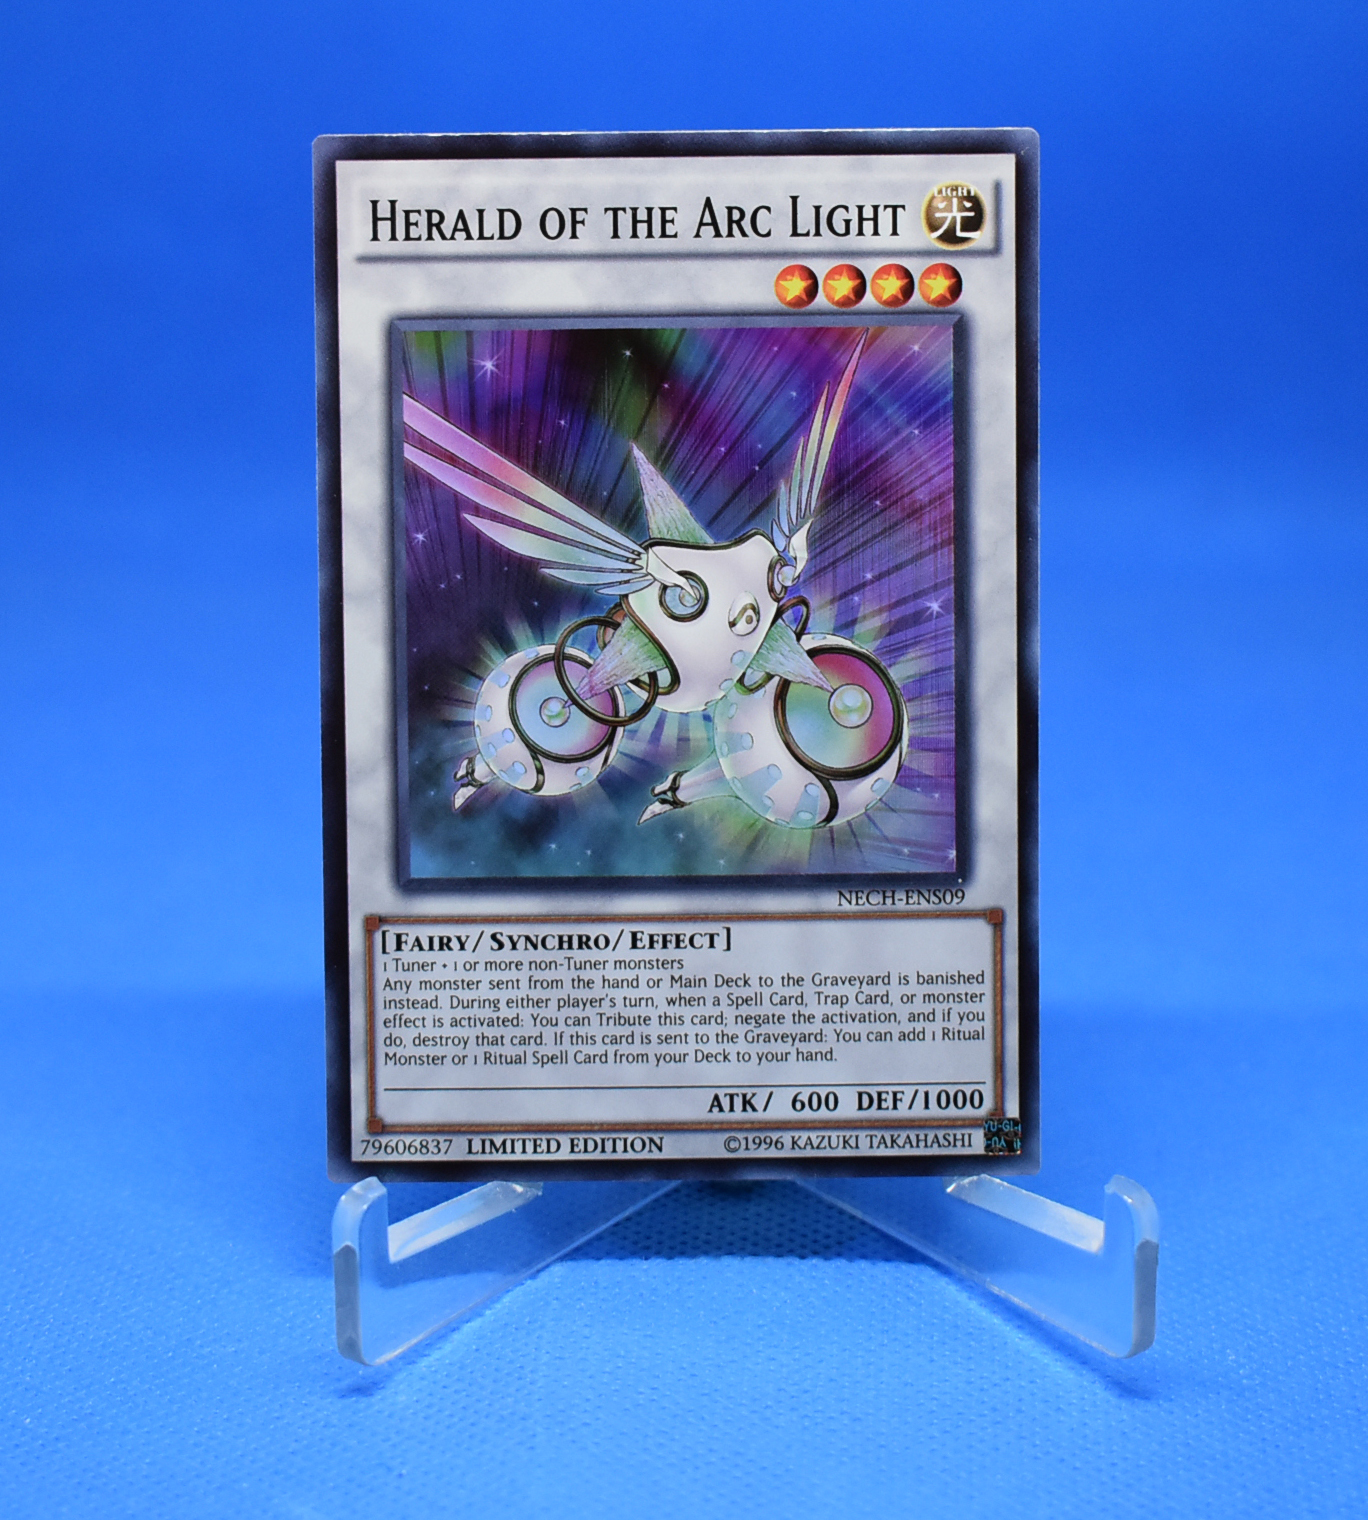 HERALD OF THE ARC LIGHT
LIGHT
光
NECH-ENS09
[FAIRY/SYNCHRO/EFFECT]
1 Tuner + 1 or more non-Tuner monsters
Any monster sent from the hand or Main Deck to the Graveyard is banished
instead. During either player's turn, when a Spell Card, Trap Card, or monster
effect is activated: You can Tribute this card; negate the activation, and if you
do, destroy that card. If this card is sent to the Graveyard: You can add 1 Ritual
Monster or 1 Ritual Spell Card from your Deck to your hand.
ATK/ 600 DEF/1000
79606837 LIMITED EDITION ©1996 KAZUKI TAKAHASHI
YU-GI-